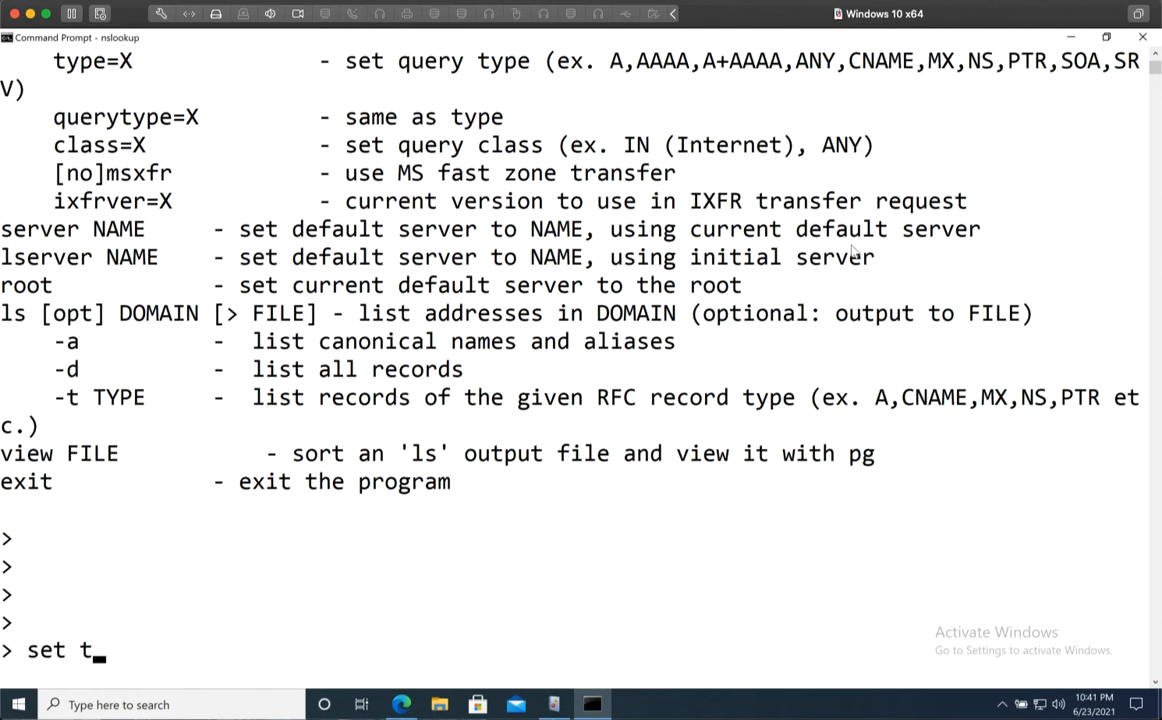 Windows 10 x64
Command Prompt - nslookup
type=X - set query type (ex. A,AAAA,A+AAAA,ANY,CNAME,MX,NS,PTR,SOA,SR
V)
querytype=X - same as type
class=X - set query class (ex. IN (Internet), ANY)
[no]msxfr - use MS fast zone transfer
ixfrver=X - current version to use in IXFR transfer request
server NAME - set default server to NAME, using current default server
lserver NAME - set default server to NAME, using initial server
root - set current default server to the root
ls [opt] DOMAIN [> FILE] - list addresses in DOMAIN (optional: output to FILE)
-a - list canonical names and aliases
-d - list all records
-t TYPE - list records of the given RFC record type (ex. A,CNAME,MX,NS,PTR et
c.)
view FILE - sort an 'ls' output file and view it with pg
exit - exit the program
>
>
>
>
> set t_
Activate Windows
Go to Settings to activate Windows.
Type here to search
10:41 PM
6/23/2021